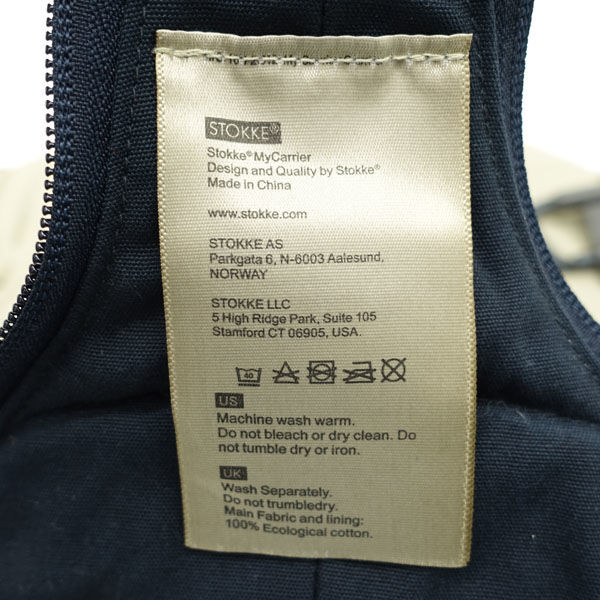 STOKKE®
Stokke® MyCarrier
Design and Quality by Stokke®
Made in China
www.stokke.com
STOKKE AS
Parkgata 6, N-6003 Aalesund.
NORWAY
STOKKE LLC
5 High Ridge Park, Suite 105
Stamford CT 06905, USA.
40
US
Machine wash warm.
Do not bleach or dry clean. Do
not tumble dry or iron.
UK
Wash Separately.
Do not trumbledry.
Main Fabric and lining:
100% Ecological cotton.